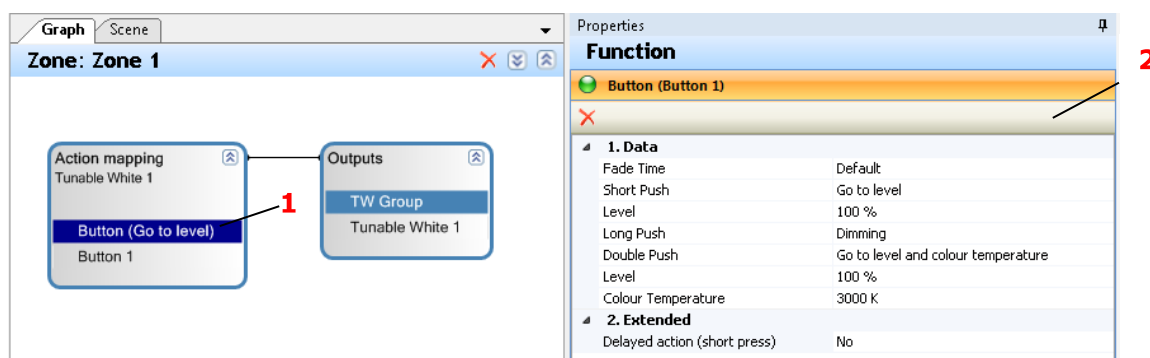 Graph Scene
Zone: Zone 1
Action mapping
Tunable White 1
Button (Go to level)
Button 1
1
Outputs
TW Group
Tunable White 1
Properties
Function
2
Button (Button 1)
1. Data
Fade Time Default
Short Push Go to level
Level 100 %
Long Push Dimming
Double Push Go to level and colour temperature
Level 100 %
Colour Temperature 3000 K
2. Extended
Delayed action (short press) No